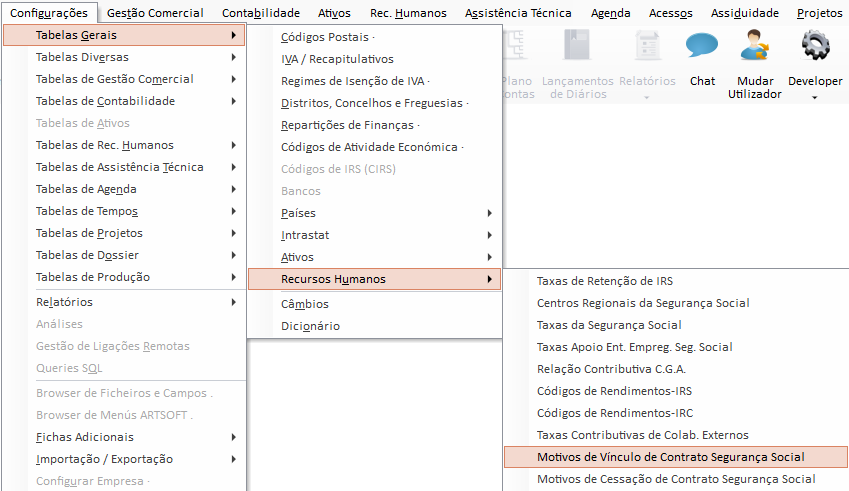 Configurações Gestão Comercial Contabilidade Ativos Rec. Humanos Assistência Técnica Agenda Acessos Assiduidade Projetos
Tabelas Gerais
Tabelas Diversas
Tabelas de Gestão Comercial
Tabelas de Contabilidade
Tabelas de Ativos
Tabelas de Rec. Humanos
Tabelas de Assistência Técnica
Tabelas de Agenda
Tabelas de Tempos
Tabelas de Projetos
Tabelas de Dossier
Tabelas de Produção
Relatórios
Análises
Gestão de Ligações Remotas
Queries SQL
Browser de Ficheiros e Campos .
Browser de Menús ARTSOFT .
Fichas Adicionais
Importação / Exportação
Configurar Empresa ·
Códigos Postais ·
IVA / Recapitulativos
Regimes de Isenção de IVA ·
Distritos, Concelhos e Freguesias ·
Repartições de Finanças ·
Códigos de Atividade Económica ·
Códigos de IRS (CIRS)
Bancos
Países
Intrastat
Ativos
Recursos Humanos
Câmbios
Dicionário
Plano
ontas
Lançamentos
de Diários
Relatórios
Chat
Mudar
Utilizador
Developer
Taxas de Retenção de IRS
Centros Regionais da Segurança Social
Taxas da Segurança Social
Taxas Apoio Ent. Empreg. Seg. Social
Relação Contributiva C.G.A.
Códigos de Rendimentos-IRS
Códigos de Rendimentos-IRC
Taxas Contributivas de Colab. Externos
Motivos de Vínculo de Contrato Segurança Social
Motivos de Cessação de Contrato Segurança Social